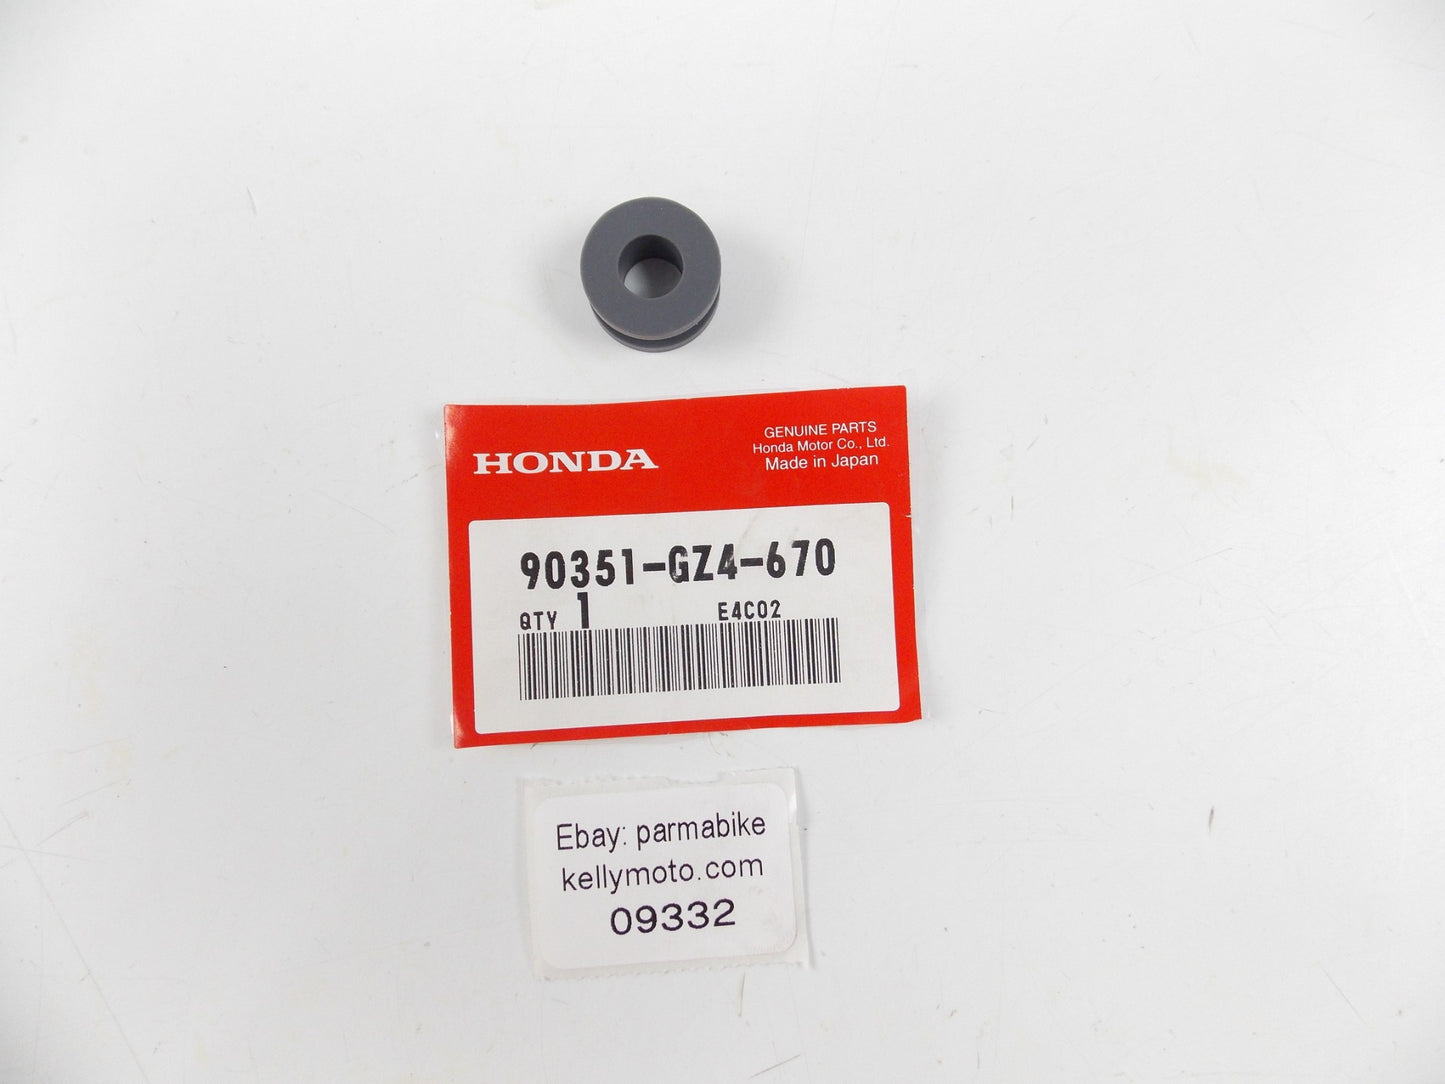 HONDA
GENUINE PARTS
Honda Motor Co., Ltd.
Made in Japan
90351-GZ4-670
QTY 1 E4C02
Ebay: parmabike
kellymoto.com
09332